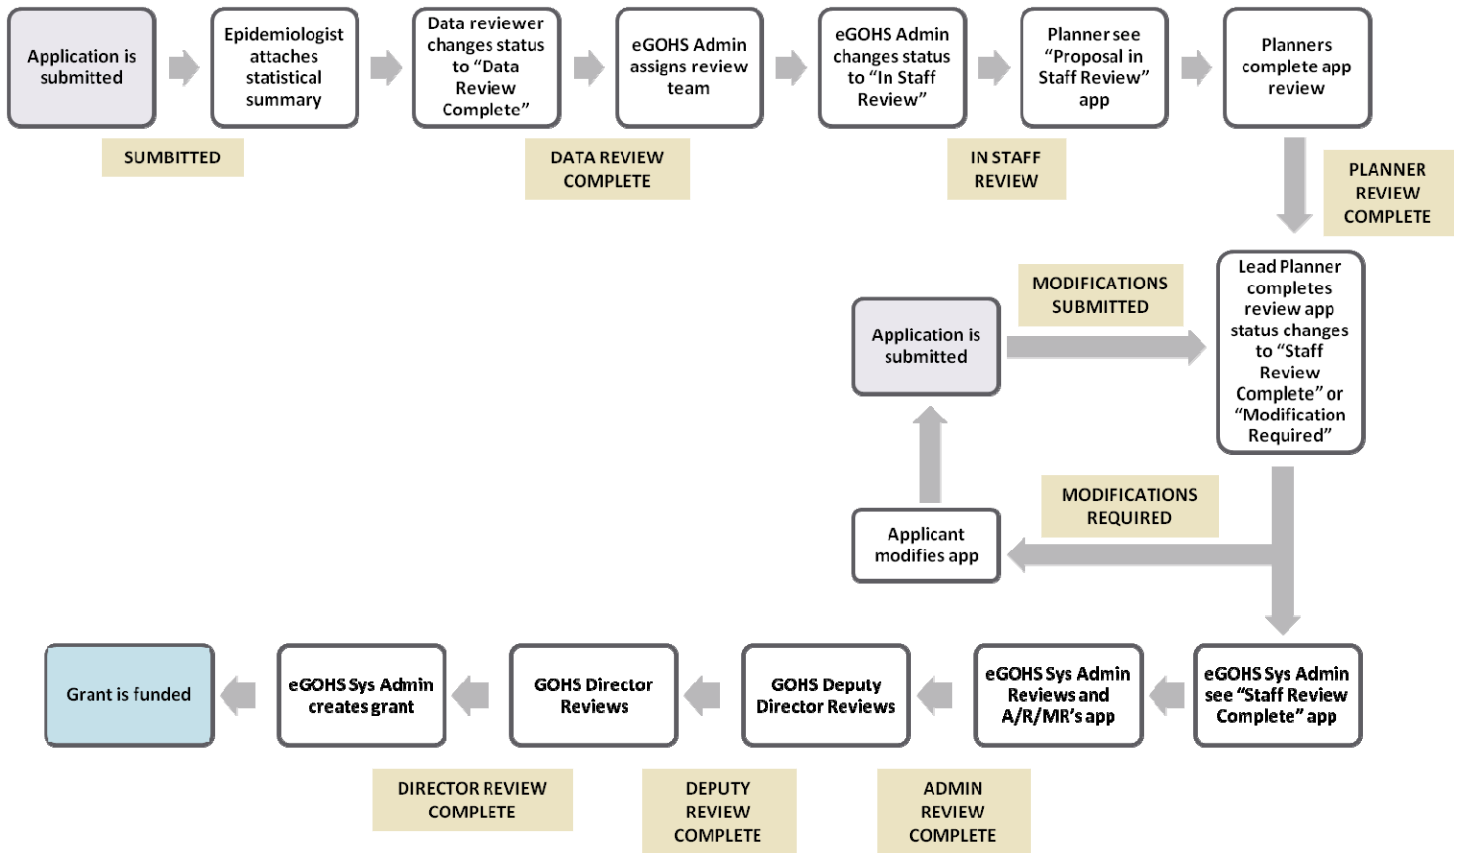 Application is
submitted
Epidemiologist
attaches
statistical
summary
Data reviewer
changes status
to “Data
Review
Complete”
eGOHS Admin
assigns review
team
eGOHS Admin
changes status
to “In Staff
Review”
Planner see
“Proposal in
Staff Review”
app
Planners
complete app
review
SUMBITTED
DATA REVIEW
COMPLETE
IN STAFF
REVIEW
PLANNER
REVIEW
COMPLETE
Lead Planner
completes
review app
status changes
to “Staff
Review
Complete” or
“Modification
Required”
MODIFICATIONS
SUBMITTED
Application is
submitted
MODIFICATIONS
REQUIRED
Applicant
modifies app
Grant is funded
eGOHS Sys Admin
creates grant
GOHS Director
Reviews
GOHS Deputy
Director Reviews
eGOHS Sys Admin
Reviews and
A/R/MR’s app
eGOHS Sys Admin
see “Staff Review
Complete” app
DIRECTOR REVIEW
COMPLETE
DEPUTY
REVIEW
COMPLETE
ADMIN
REVIEW
COMPLETE